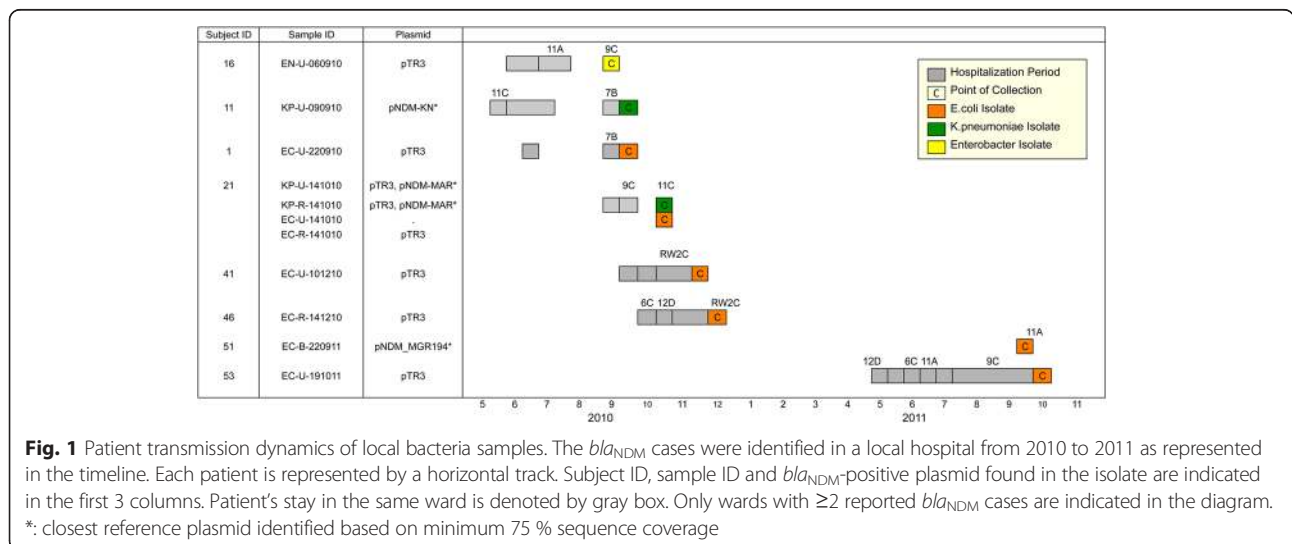 Subject ID Sample ID Plasmid
11A 9C
16 EN-U-060910 pTR3 C
Hospitalization Period
C Point of Collection
E.coli Isolate
K.pneumoniae Isolate
Enterobacter Isolate
11C 7B
11 KP-U-090910 pNDM-KN* C
7B
1 EC-U-220910 pTR3 C
21 KP-U-141010 pTR3, pNDM-MAR* 9C 11C
KP-R-141010 pTR3, pNDM-MAR* C
EC-U-141010 . C
EC-R-141010 pTR3
RW2C
41 EC-U-101210 pTR3 C
6C 12D RW2C
46 EC-R-141210 pTR3 C
11A
51 EC-B-220911 pNDM_MGR194* C
12D 6C 11A 9C
53 EC-U-191011 pTR3 C
5 6 7 8 9 10 11 12 1 2 3 4 5 6 7 8 9 10 11
2010 2011
Fig. 1 Patient transmission dynamics of local bacteria samples. The blaNDM cases were identified in a local hospital from 2010 to 2011 as represented
in the timeline. Each patient is represented by a horizontal track. Subject ID, sample ID and blaNDM-positive plasmid found in the isolate are indicated
in the first 3 columns. Patient's stay in the same ward is denoted by gray box. Only wards with ≥2 reported blaNDM cases are indicated in the diagram.
*: closest reference plasmid identified based on minimum 75 % sequence coverage